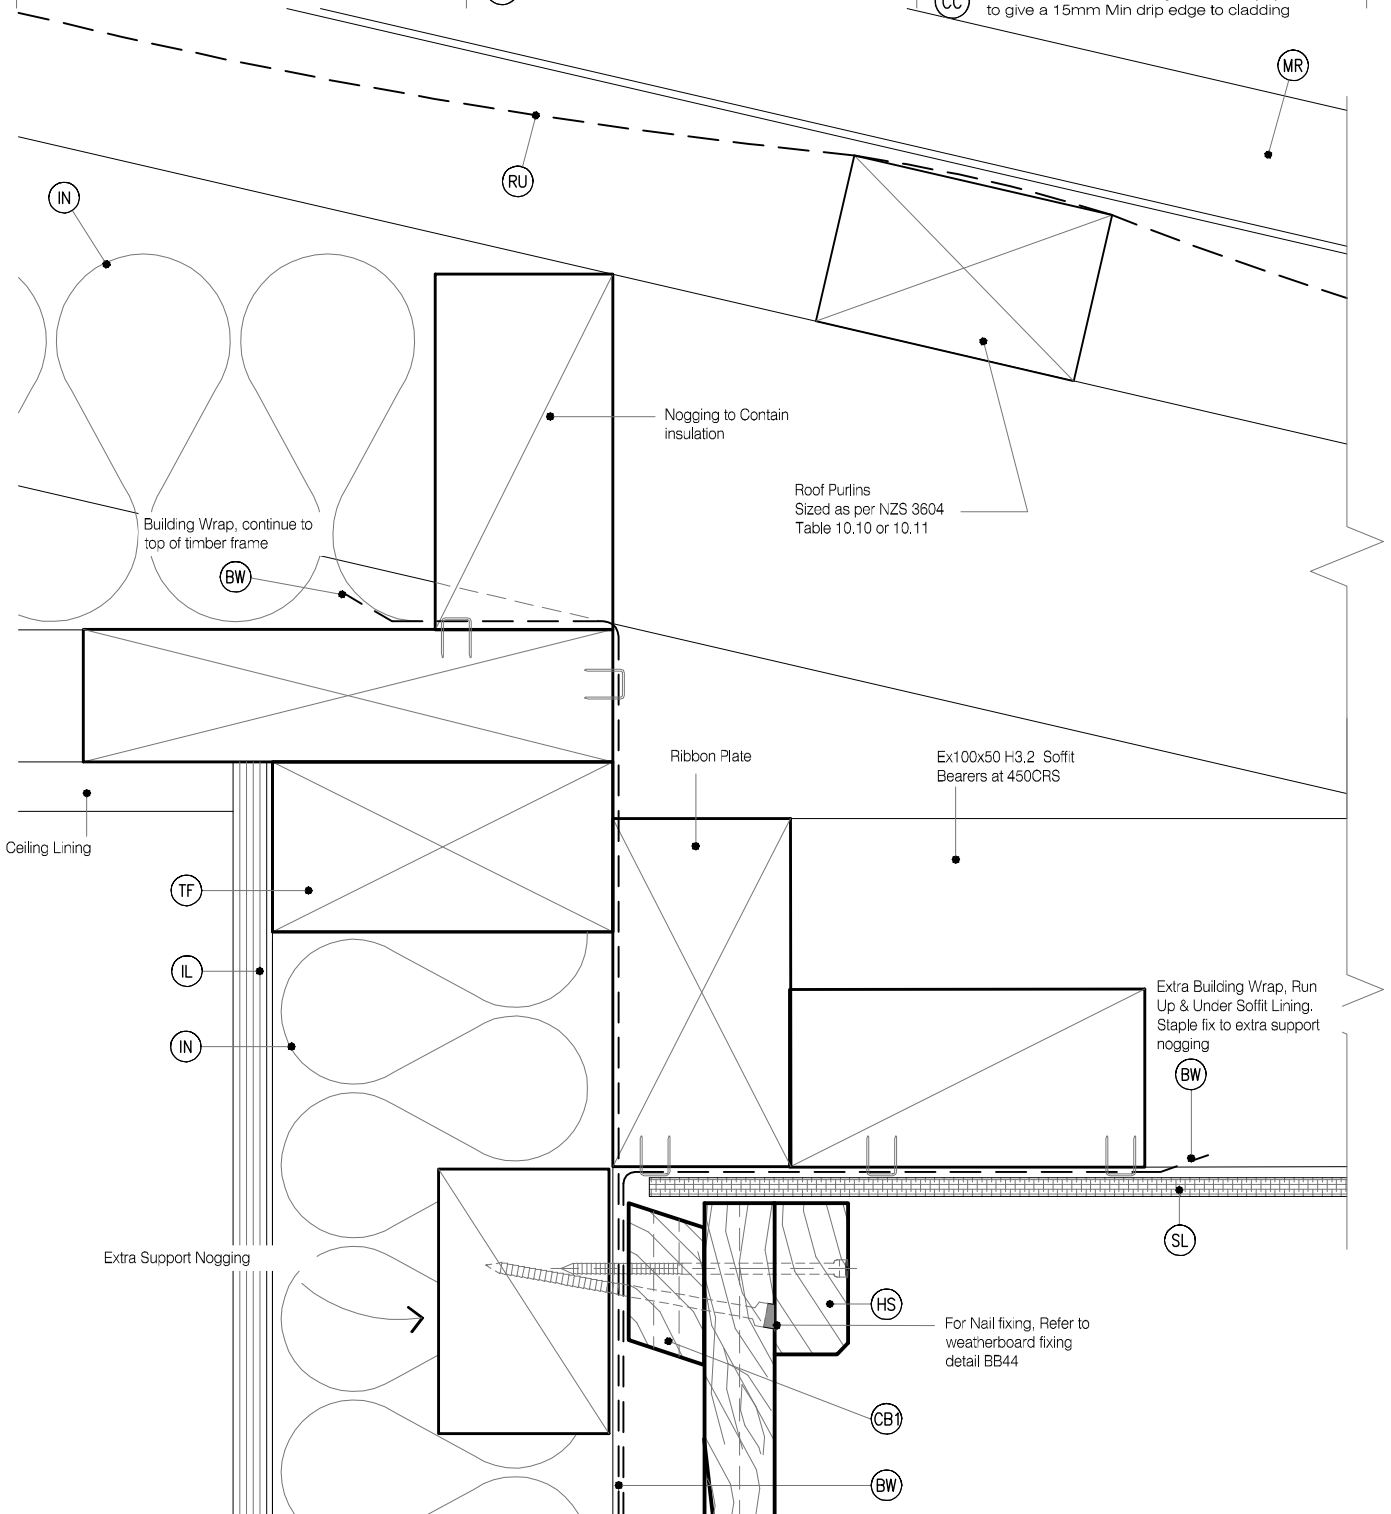 CC
to give a 15mm Min drip edge to cladding
MR
RU
IN
Nogging to Contain
insulation
Roof Purlins
Sized as per NZS 3604
Table 10.10 or 10.11
Building Wrap, continue to
top of timber frame
BW
Ribbon Plate
Ex100x50 H3.2 Soffit
Bearers at 450CRS
Ceiling Lining
TF
IL
IN
Extra Building Wrap, Run
Up & Under Soffit Lining.
Staple fix to extra support
nogging
BW
SL
Extra Support Nogging
HS
For Nail fixing, Refer to
weatherboard fixing
detail BB44
CB1
BW